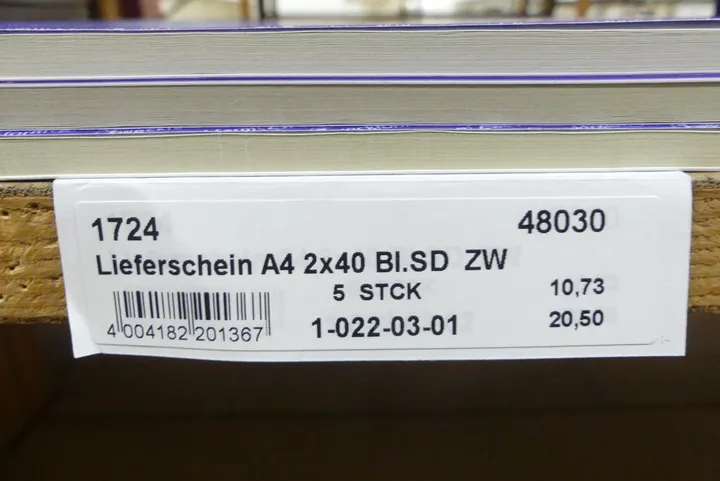 1724 48030
Lieferschein A4 2x40 Bl.SD ZW
5 STCK 10,73
4 004182 201367 1-022-03-01 20,50